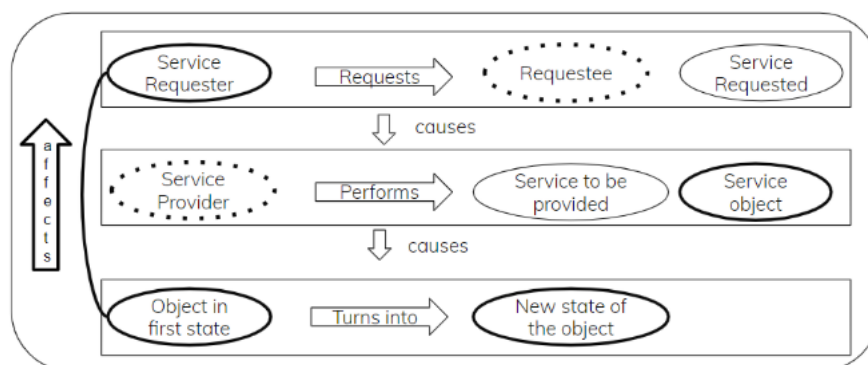 Service
Requester
Requests
Requestee
Service
Requested
causes
affects
Service
Provider
Performs
Service to be
provided
Service
object
causes
Object in
first state
Turns into
New state of
the object